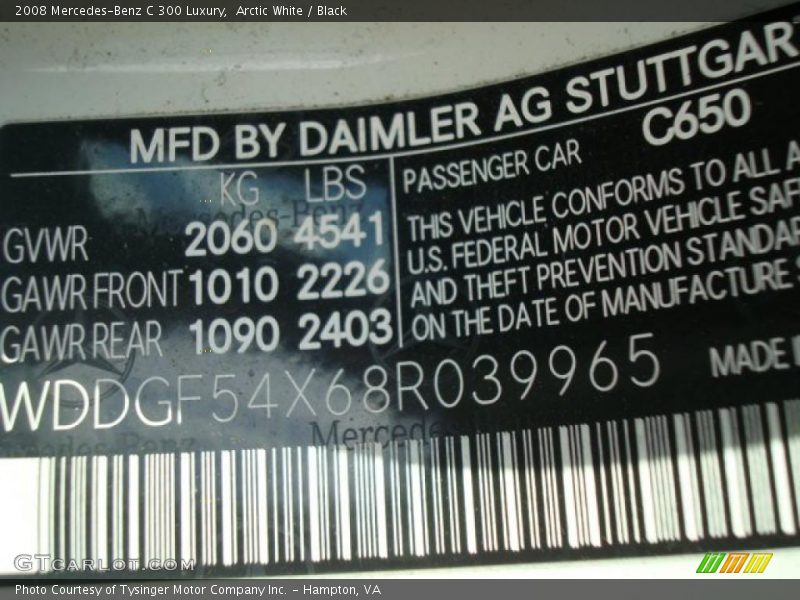 2008 Mercedes-Benz C 300 Luxury, Arctic White / Black
MFD BY DAIMLER AG STUTTGAR
C650
KG LBS
GVWR 2060 4541
GAWR FRONT 1010 2226
GAWR REAR 1090 2403
PASSENGER CAR
THIS VEHICLE CONFORMS TO ALL A
U.S. FEDERAL MOTOR VEHICLE SAF
AND THEFT PREVENTION STANDAR
ON THE DATE OF MANUFACTURE
WDDGF54X68R039965
MADE
Mercedes-Benz
Mercedes
GTcarlot.com
Photo Courtesy of Tysinger Motor Company Inc. - Hampton, VA